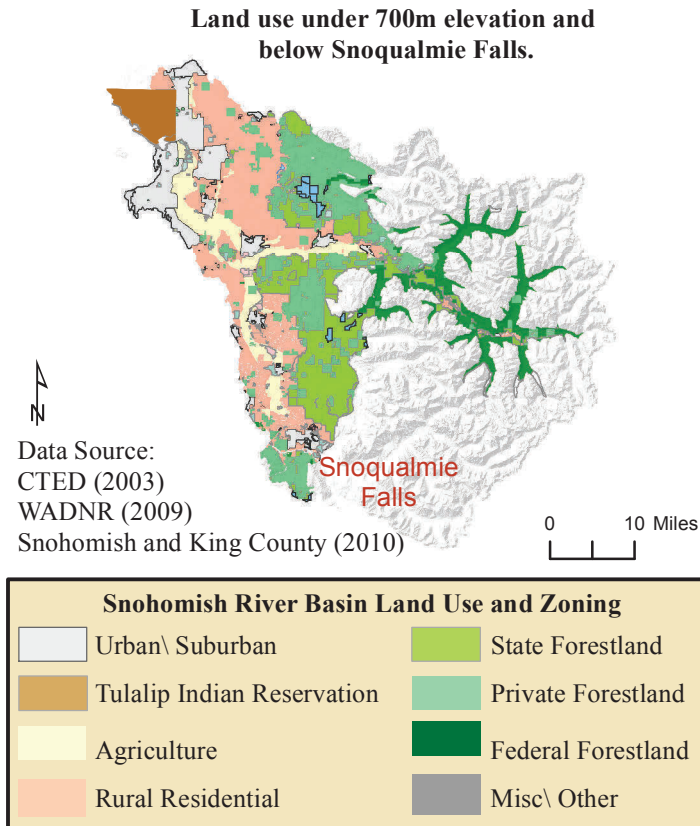 Land use under 700m elevation and
below Snoqualmie Falls.
N
Data Source:
CTED (2003)
WADNR (2009)
Snohomish and King County (2010)
Snoqualmie
Falls
0 10 Miles
Snohomish River Basin Land Use and Zoning
Urban\ Suburban
State Forestland
Tulalip Indian Reservation
Private Forestland
Agriculture
Federal Forestland
Rural Residential
Misc\ Other